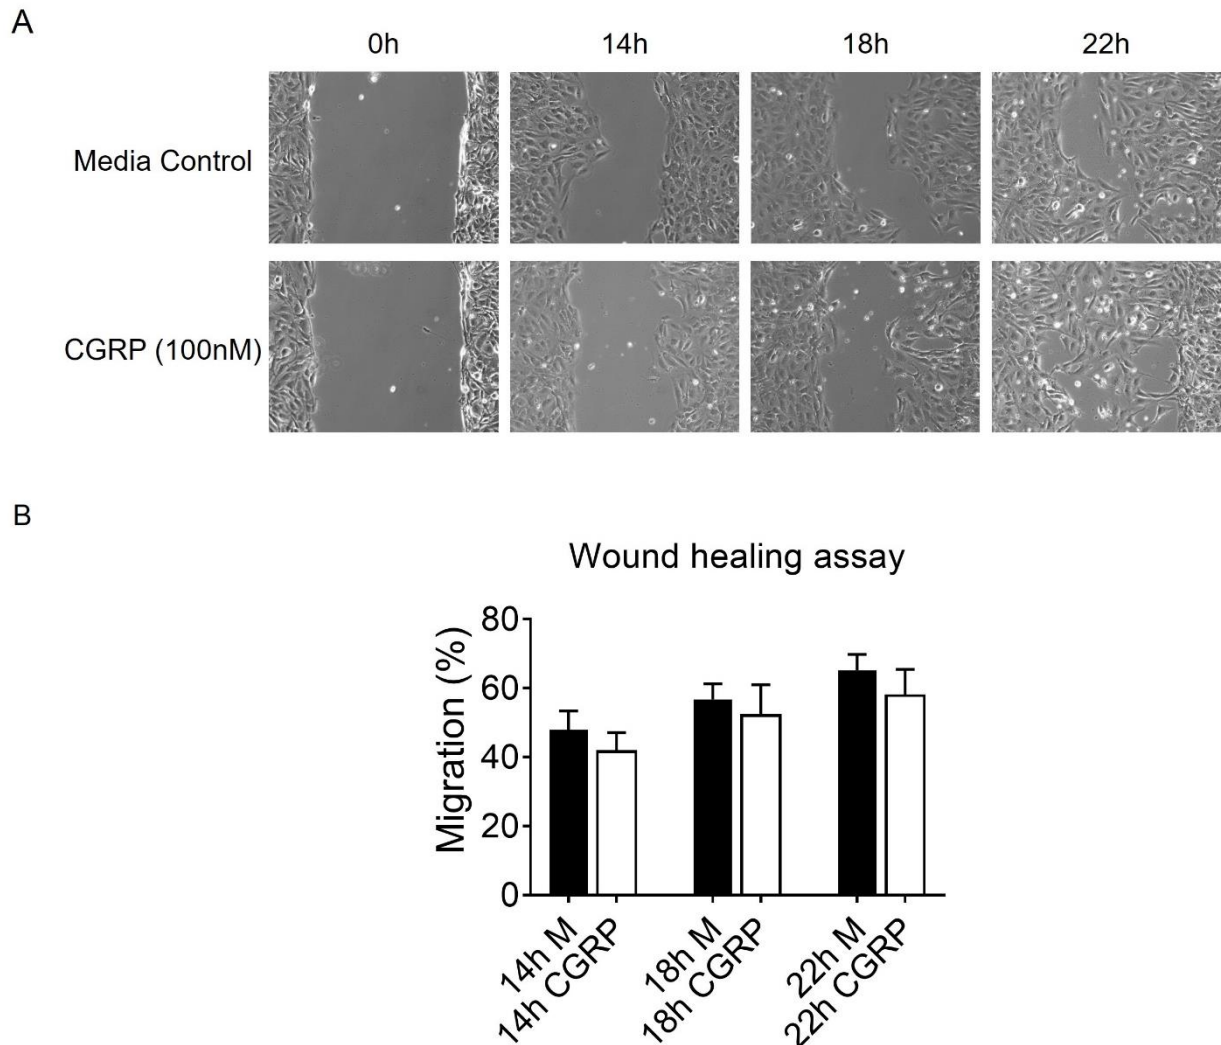 A
0h 14h 18h 22h
Media Control
CGRP (100nM)
B
Wound healing assay
Migration (%)
80
60
40
20
0
14h M
14h CGRP
18h M
18h CGRP
22h M
22h CGRP